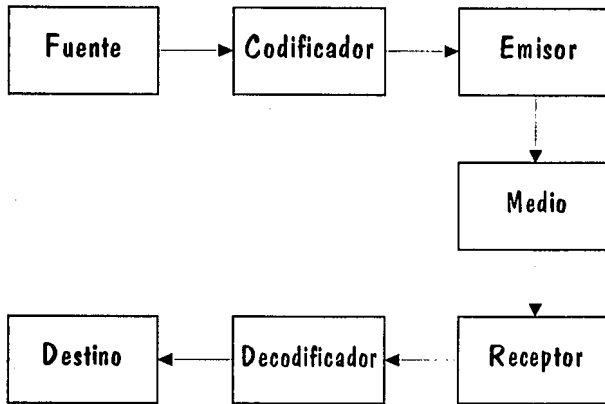 Fuente
Codificador
Emisor
Medio
Receptor
Decodificador
Destino